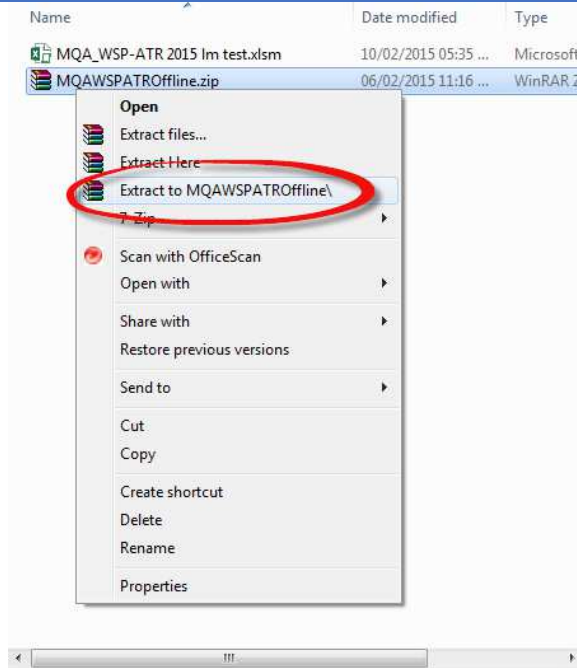 Name Date modified Type
MQA_WSP-ATR 2015 lm test.xlsm 10/02/2015 05:35 ... Microsoft
MQAWSPATROffline.zip 06/02/2015 11:16 ... WinRAR
Open
Extract files...
Extract Here
Extract to MQAWSPATROffline\
7-Zip
Scan with OfficeScan
Open with
Share with
Restore previous versions
Send to
Cut
Copy
Create shortcut
Delete
Rename
Properties